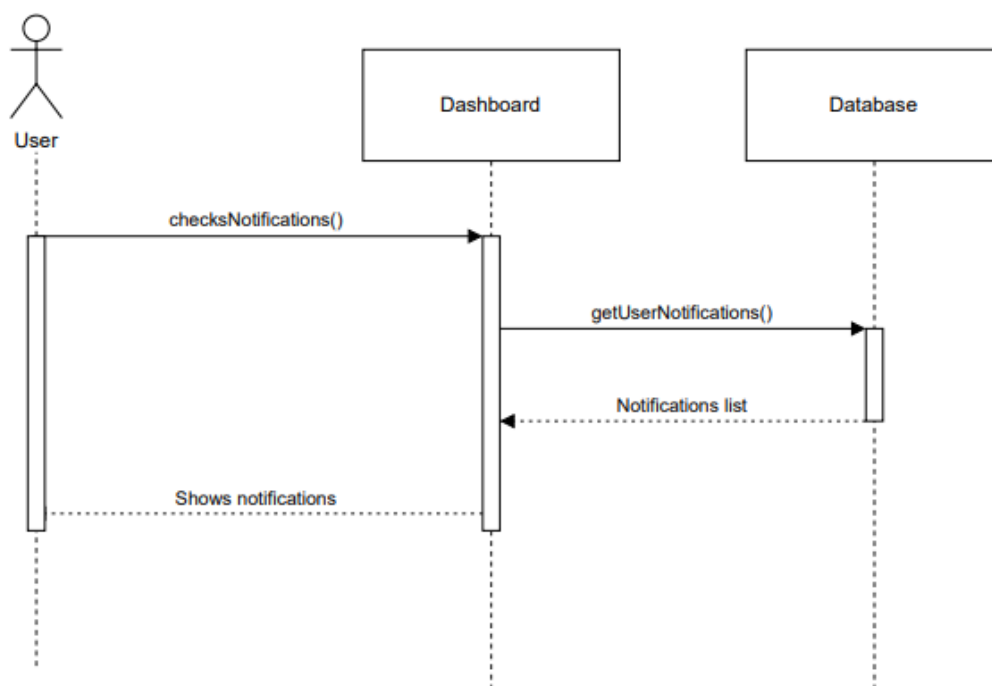 User
Dashboard
Database
checksNotifications()
getUserNotifications()
Notifications list
Shows notifications